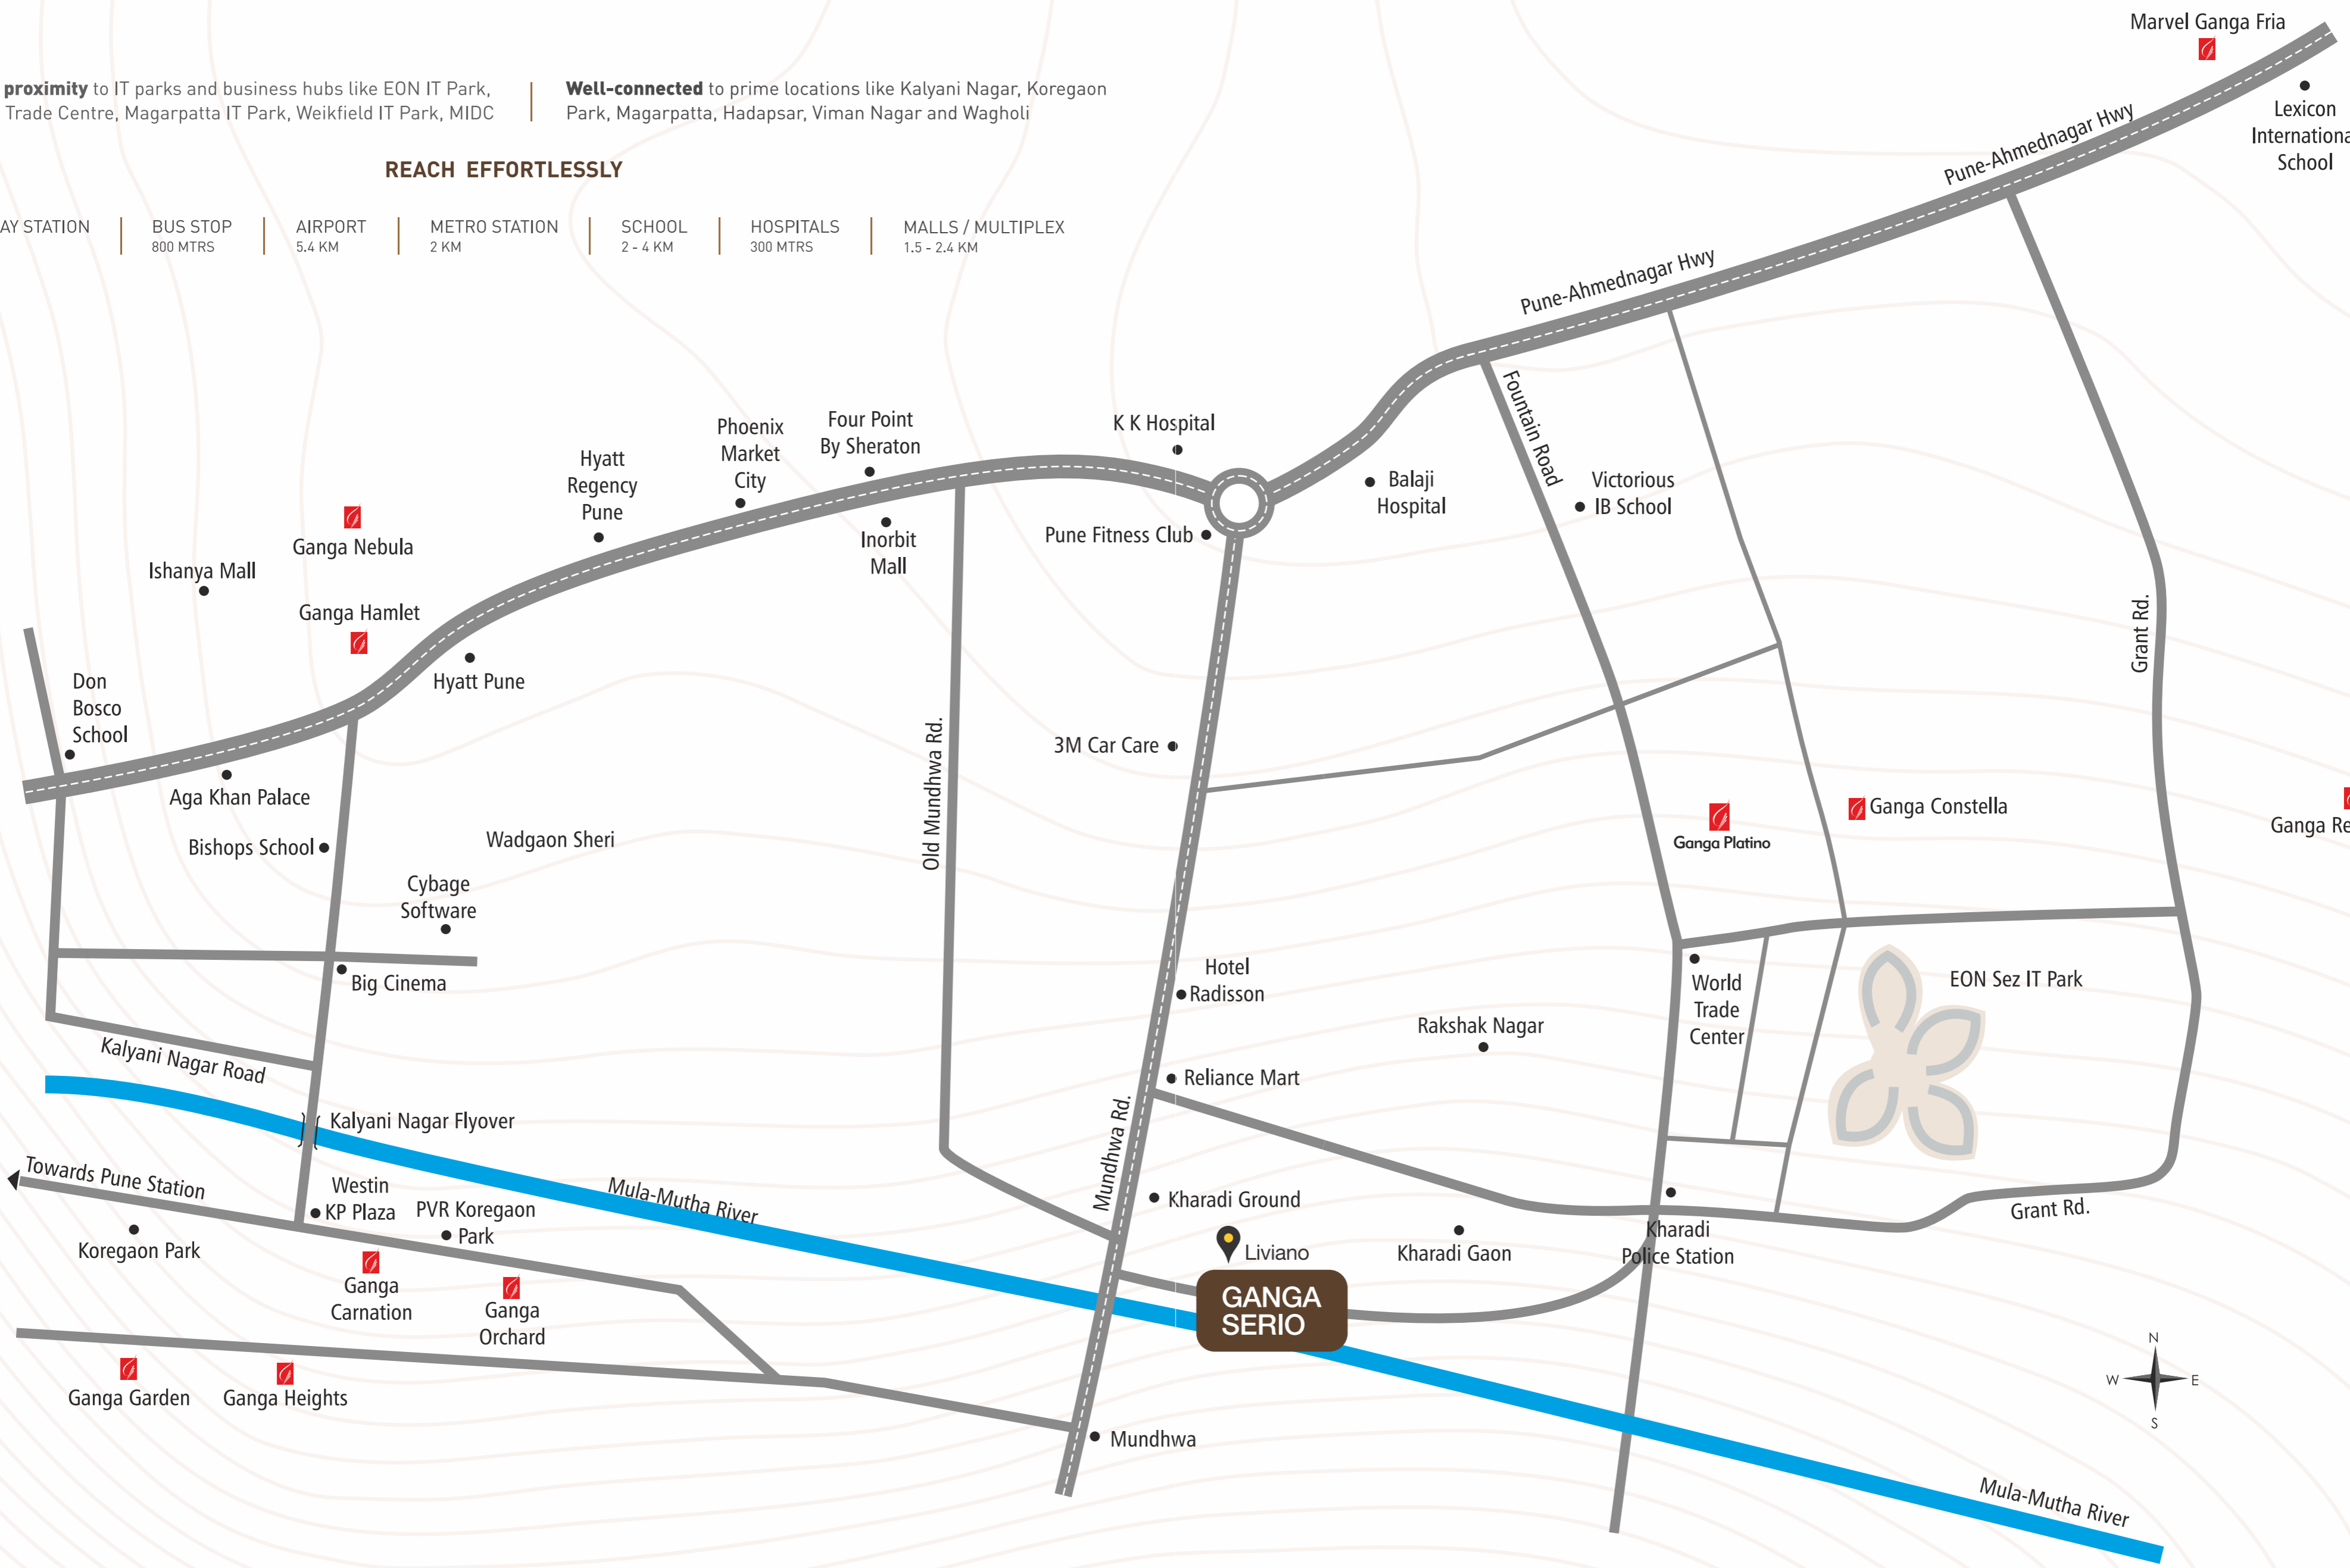 Marvel Ganga Fria
proximity to IT parks and business hubs like EON IT Park,
Trade Centre, Magarpatta IT Park, Weikfield IT Park, MIDC
Well-connected to prime locations like Kalyani Nagar, Koregaon
Park, Magarpatta, Hadapsar, Viman Nagar and Wagholi
Lexicon
Internationa
School
Pune-Ahmednagar Hwy
REACH EFFORTLESSLY
AY STATION
BUS STOP
800 MTRS
AIRPORT
5.4 KM
METRO STATION
2 KM
SCHOOL
2 - 4 KM
HOSPITALS
300 MTRS
MALLS / MULTIPLEX
1.5 - 2.4 KM
Pune-Ahmednagar Hwy
Fountain Road
K K Hospital
Four Point
By Sheraton
Phoenix
Market
City
Hyatt
Regency
Pune
Balaji
Hospital
Victorious
IB School
Pune Fitness Club
Inorbit
Mall
Ganga Nebula
Ishanya Mall
Ganga Hamlet
Grant Rd.
Hyatt Pune
Don
Bosco
School
Old Mundhwa Rd.
3M Car Care
Aga Khan Palace
Ganga Platino
Ganga Constella
Ganga Re
Bishops School
Wadgaon Sheri
Cybage
Software
Big Cinema
Hotel
Radisson
World
Trade
Center
EON Sez IT Park
Rakshak Nagar
Kalyani Nagar Road
Reliance Mart
Kalyani Nagar Flyover
Mundhwa Rd.
Towards Pune Station
Westin
KP Plaza
PVR Koregaon
Park
Mula-Mutha River
Kharadi Ground
Grant Rd.
Koregaon Park
Liviano
Kharadi Gaon
Kharadi
Police Station
Ganga
Carnation
Ganga
Orchard
GANGA
SERIO
Ganga Garden
Ganga Heights
N
W
E
S
Mundhwa
Mula-Mutha River